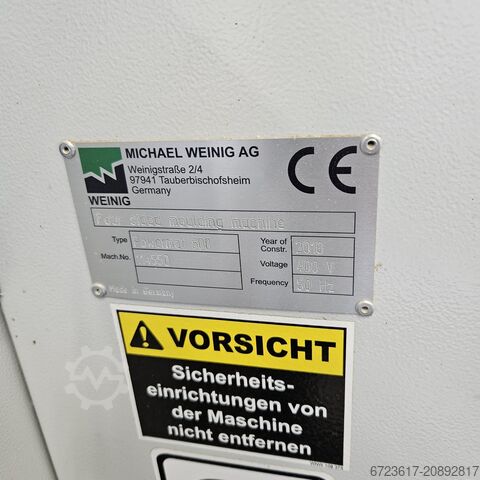 MICHAEL WEINIG AG
Weinigstraße 2/4
97941 Tauberbischofsheim
Germany
WEINIG
CE
moulding machine
Type
Mach.No.
Year of Constr. 2018
Voltage 400 V
Frequency 50 Hz
Made in Germany
VORSICHT
Sicherheits-
einrichtungen von
der Maschine
nicht entfernen
6723617-20892817